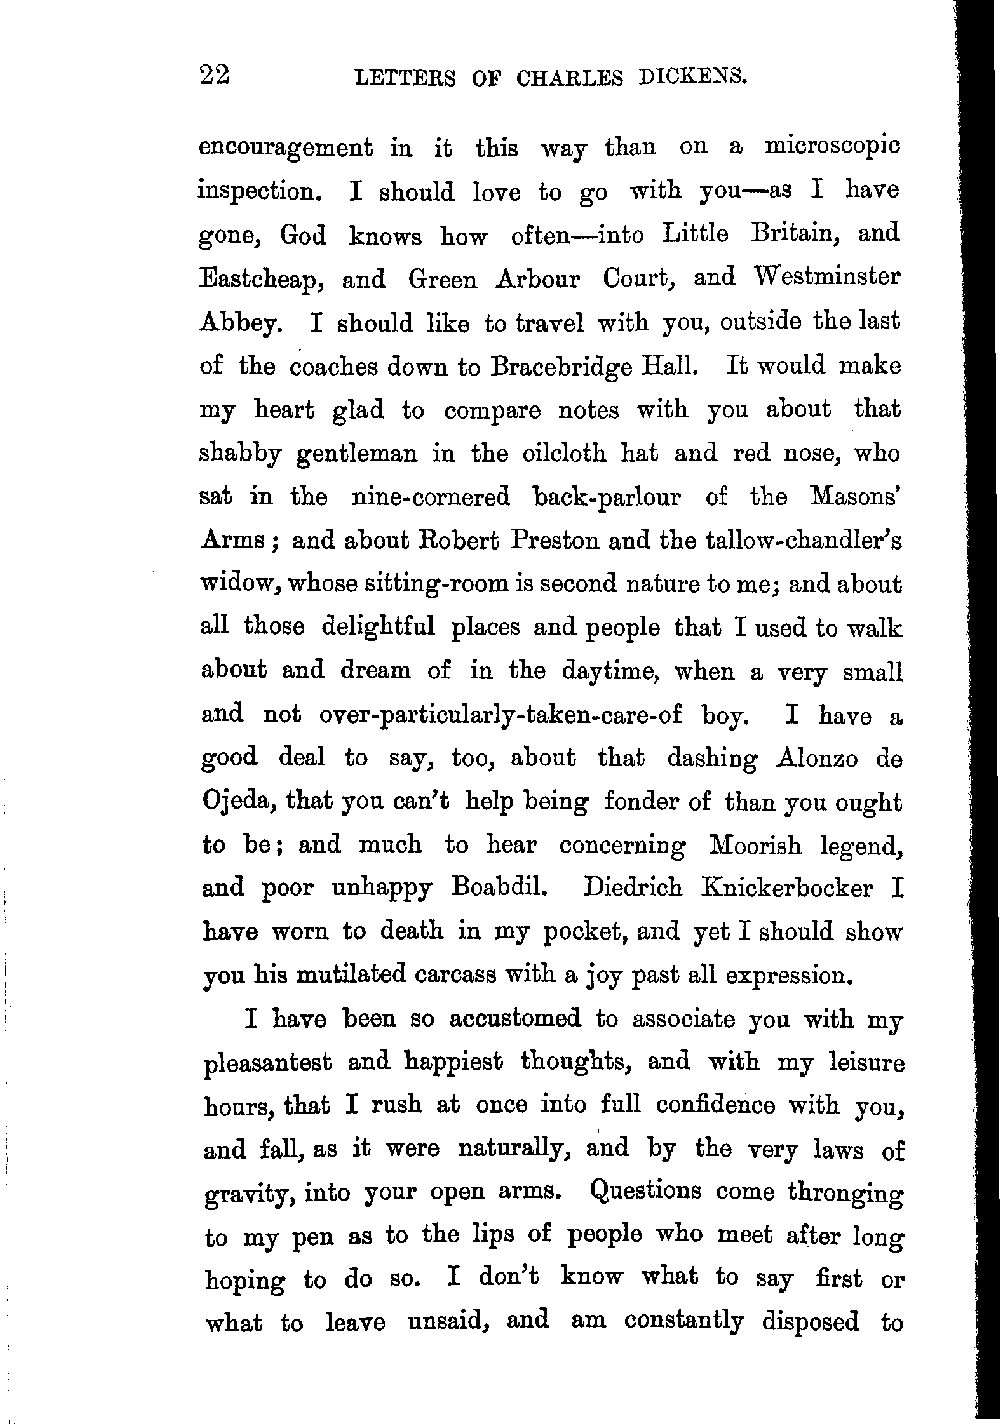 22 LETTERS OF CHARLES DICKENS.
encouragement in it this way than on a microscopic
inspection. I should love to go with you—as I have
gone, God knows how often—into Little Britain, and
Eastcheap, and Green Arbour Court, and Westminster
Abbey. I should like to travel with you, outside the last
of the coaches down to Bracebridge Hall. It would make
my heart glad to compare notes with you about that
shabby gentleman in the oilcloth hat and red nose, who
sat in the nine-cornered back-parlour of the Masons'
Arms; and about Robert Preston and the tallow-chandler's
widow, whose sitting-room is second nature to me; and about
all those delightful places and people that I used to walk
about and dream of in the daytime, when a very small
and not over-particularly-taken-care-of boy. I have a
good deal to say, too, about that dashing Alonzo de
Ojeda, that you can't help being fonder of than you ought
to be; and much to hear concerning Moorish legend,
and poor unhappy Boabdil. Diedrich Knickerbocker I
have worn to death in my pocket, and yet I should show
you his mutilated carcass with a joy past all expression.
I have been so accustomed to associate you with my
pleasantest and happiest thoughts, and with my leisure
hours, that I rush at once into full confidence with you,
and fall, as it were naturally, and by the very laws of
gravity, into your open arms. Questions come thronging
to my pen as to the lips of people who meet after long
hoping to do so. I don't know what to say first or
what to leave unsaid, and am constantly disposed to